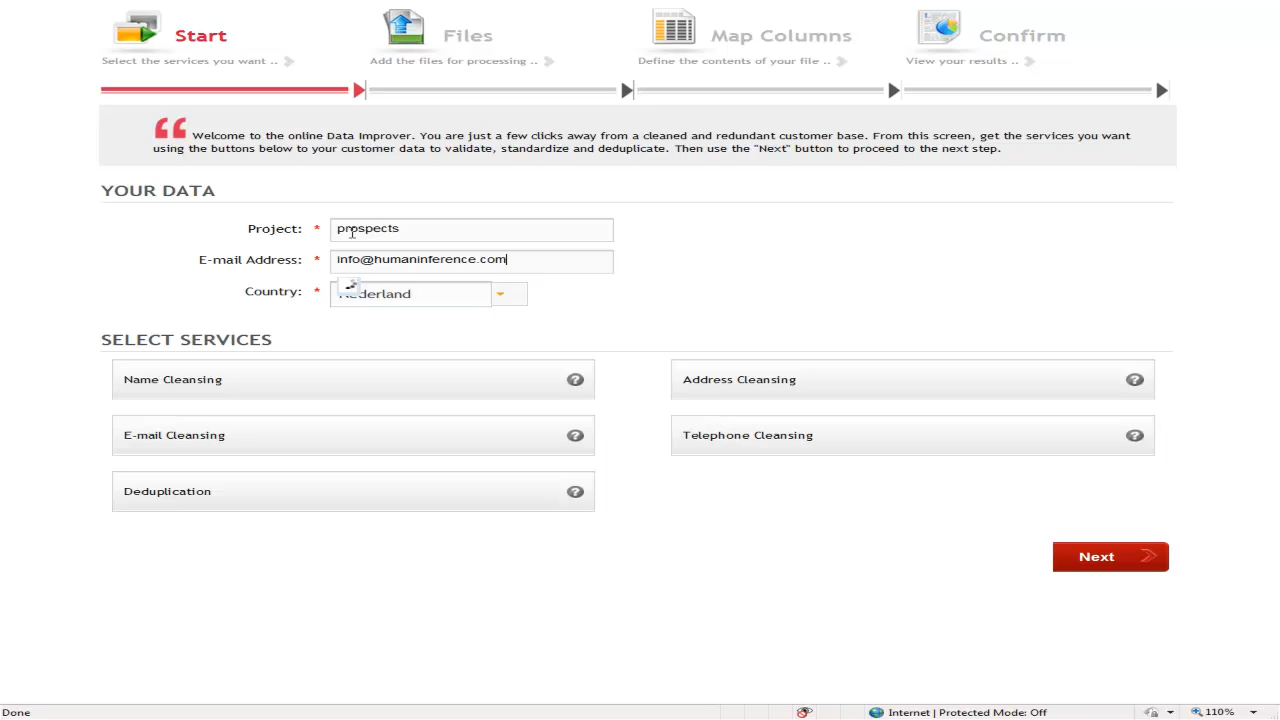 Start
Files
Map Columns
Confirm
Select the services you want ..
Add the files for processing ..
Define the contents of your file ..
View your results ..
Welcome to the online Data Improver. You are just a few clicks away from a cleaned and redundant customer base. From this screen, get the services you want
using the buttons below to your customer data to validate, standardize and deduplicate. Then use the "Next" button to proceed to the next step.
YOUR DATA
Project: * prospects
E-mail Address: * info@humaninference.com
Country: * Nederland
SELECT SERVICES
Name Cleansing ?
Address Cleansing ?
E-mail Cleansing ?
Telephone Cleansing ?
Deduplication ?
Next
Done
Internet | Protected Mode: Off
110%